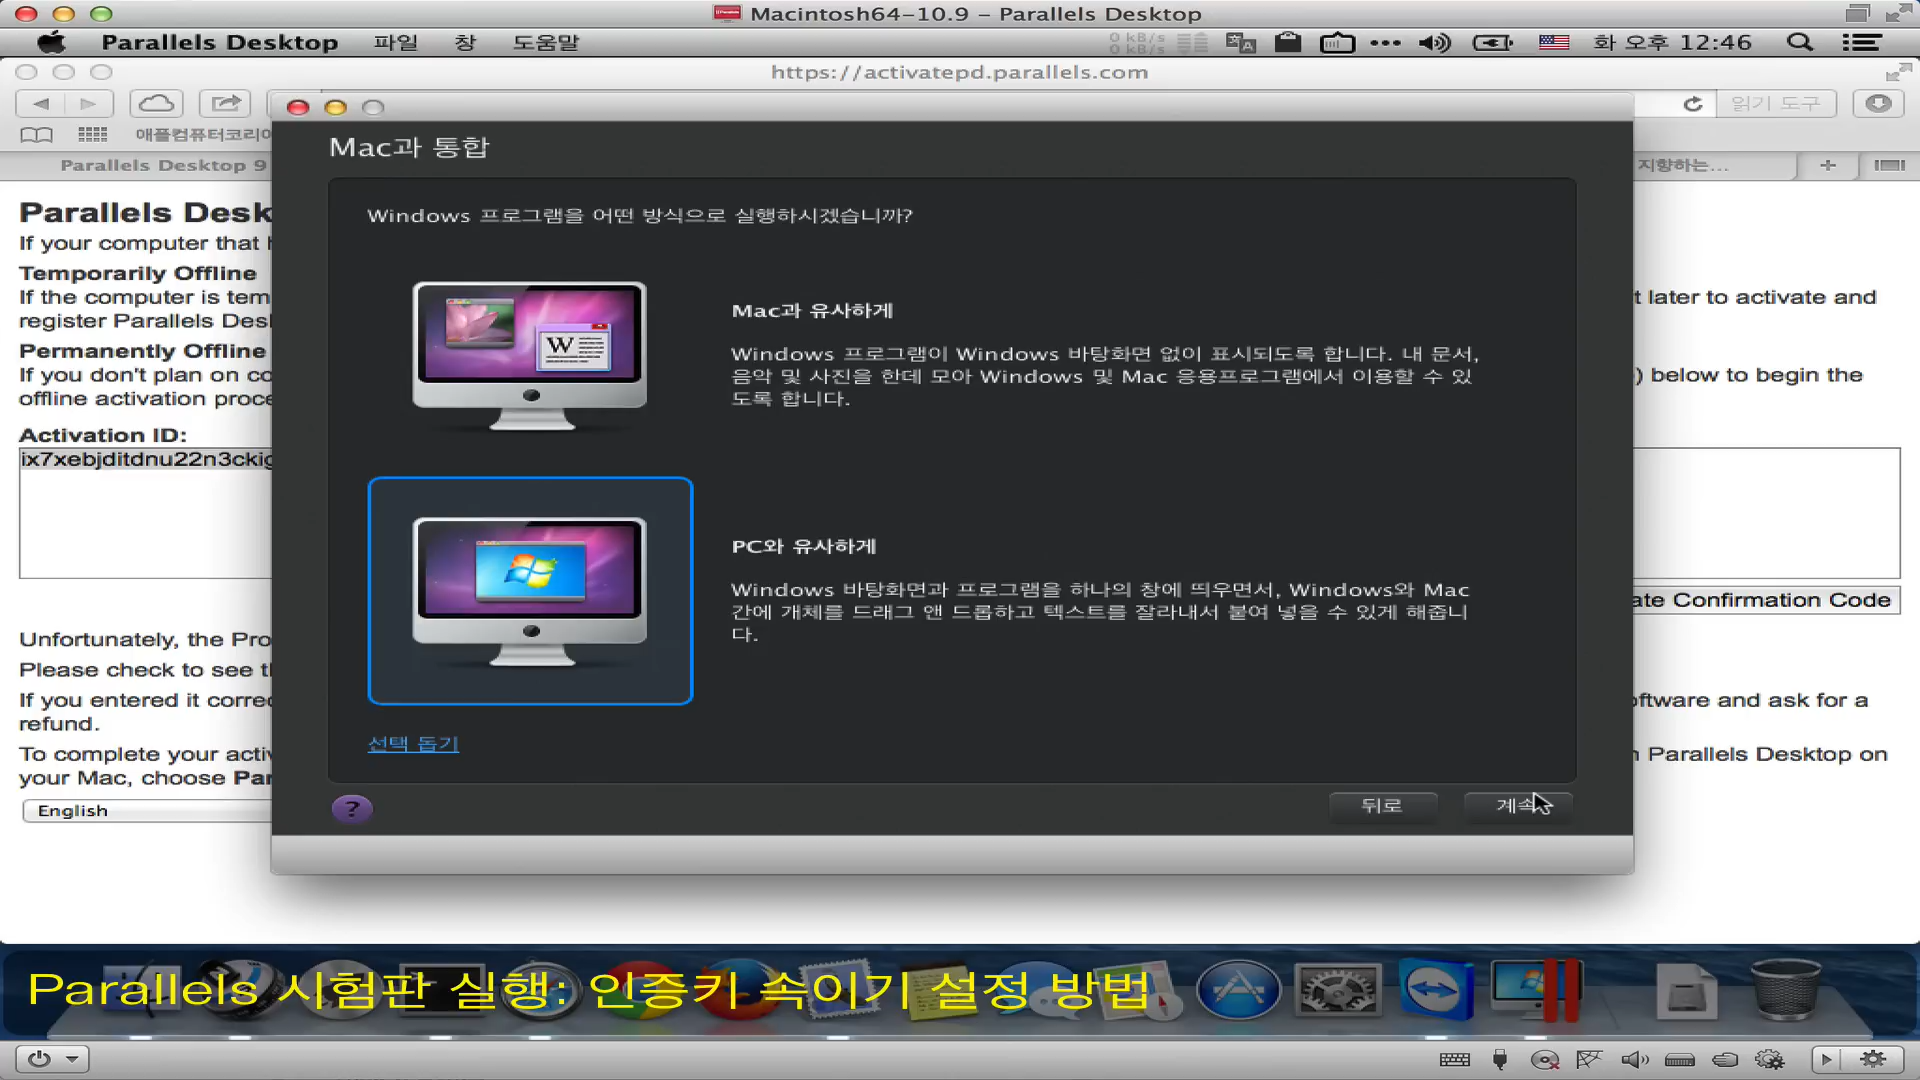 Macintosh64-10.9 – Parallels Desktop
Parallels Desktop 파일 창 도움말
0 kB/s
0 kB/s
화 오후 12:46
https://activatepd.parallels.com
읽기 도구
애플컴퓨터코리아
Parallels Desktop 9
지향하는...
Mac과 통합
Windows 프로그램을 어떤 방식으로 실행하시겠습니까?
Mac과 유사하게
Windows 프로그램이 Windows 바탕화면 없이 표시되도록 합니다. 내 문서,
음악 및 사진을 한데 모아 Windows 및 Mac 응용프로그램에서 이용할 수 있
도록 합니다.
W
PC와 유사하게
Windows 바탕화면과 프로그램을 하나의 창에 띄우면서, Windows와 Mac
간에 개체를 드래그 앤 드롭하고 텍스트를 잘라내서 붙여 넣을 수 있게 해줍니
다.
선택 돕기
?
뒤로
계속
Parallels Desk
If your computer that
Temporarily Offline
If the computer is tem
t later to activate and
register Parallels Des
Permanently Offline
If you don't plan on co
) below to begin the
offline activation proce
Activation ID:
ix7xebjditdnu22n3ckig
ate Confirmation Code
Unfortunately, the Pro
Please check to see t
If you entered it corre
oftware and ask for a
refund.
To complete your activ
n Parallels Desktop on
your Mac, choose Par
English
Parallels 시험판 실행: 인증키 속이기 설정 방법